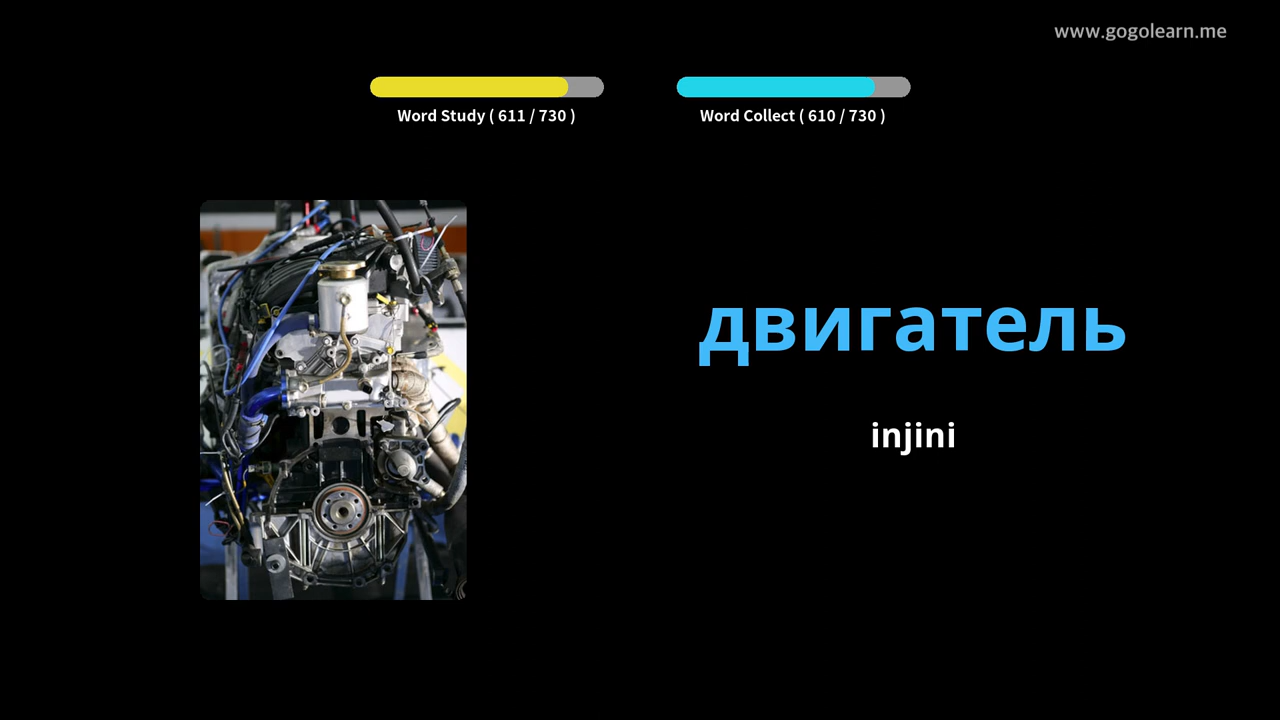 www.gogolearn.me
Word Study ( 611 / 730 )
Word Collect ( 610 / 730 )
двигатель
injini